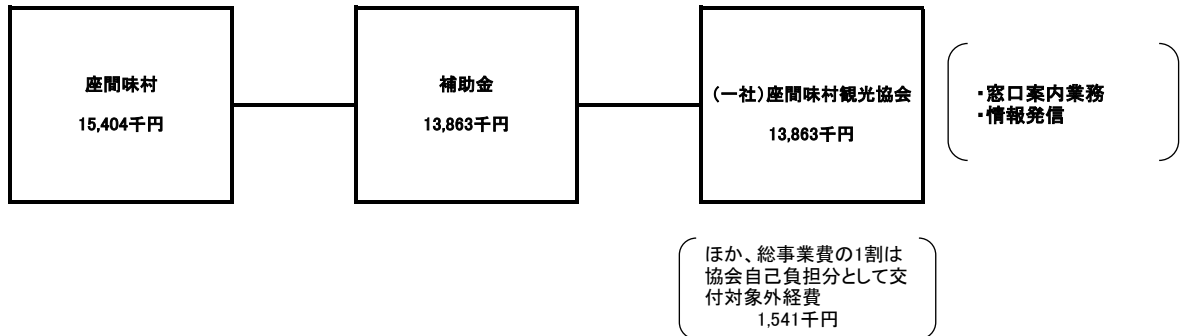 座間味村
15,404千円
補助金
13,863千円
(一社)座間味村観光協会
13,863千円
・窓口案内業務
・情報発信
ほか、総事業費の1割は
協会自己負担分として交
付対象外経費
1,541千円